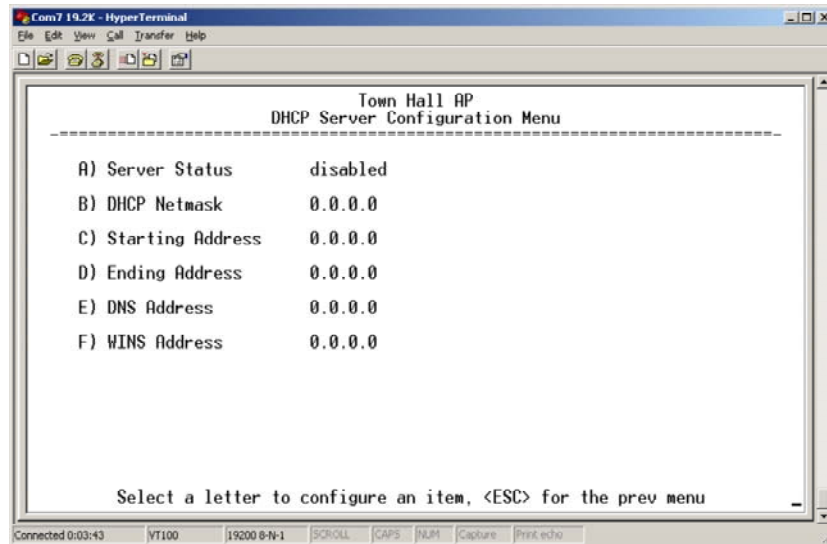 Com7 19.2K - HyperTerminal
File Edit View Call Transfer Help
Town Hall AP
DHCP Server Configuration Menu
-==========================================================================-
A) Server Status disabled
B) DHCP Netmask 0.0.0.0
C) Starting Address 0.0.0.0
D) Ending Address 0.0.0.0
E) DNS Address 0.0.0.0
F) WINS Address 0.0.0.0
Select a letter to configure an item, <ESC> for the prev menu _
Connected 0:03:43 VT100 19200 8-N-1 SCROLL CAPS NUM Capture Print echo